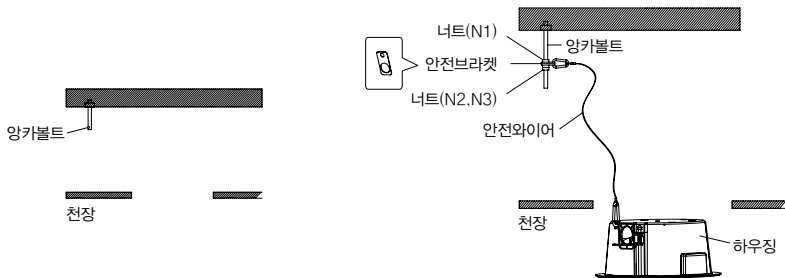 앙카볼트
천장
너트(N1)
앙카볼트
안전브라켓
너트(N2,N3)
안전와이어
천장
하우징